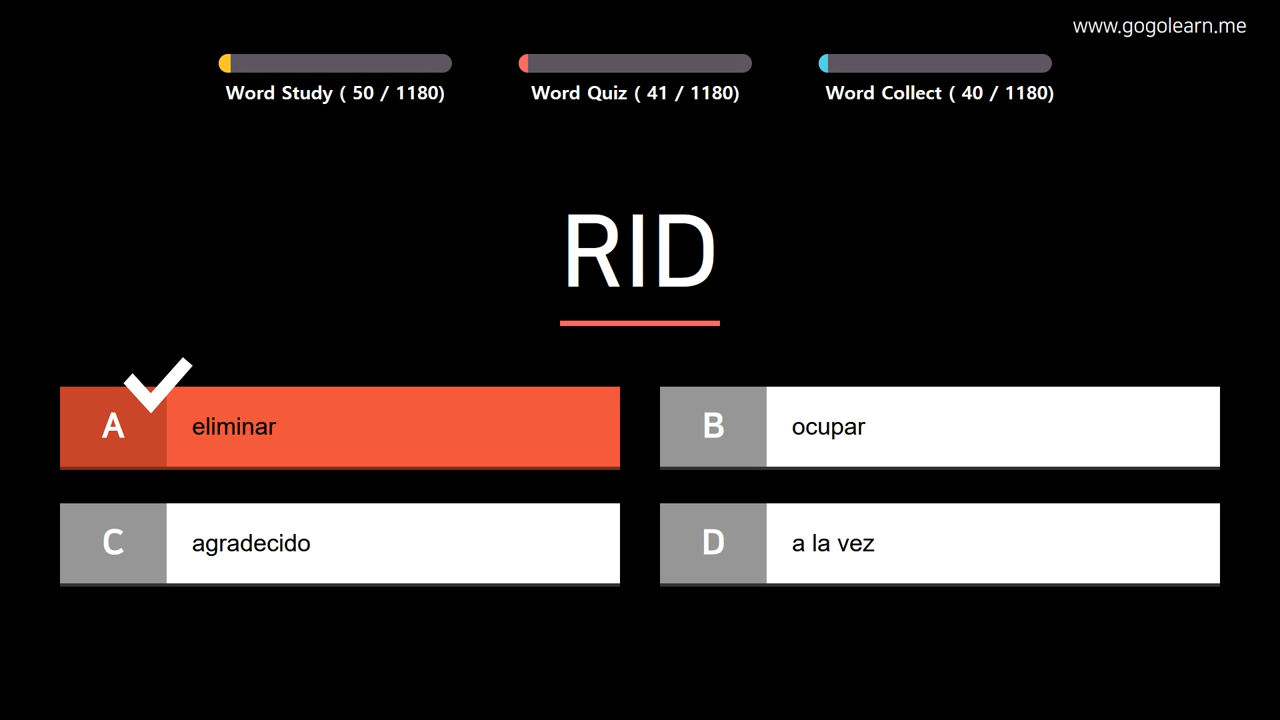 www.gogolearn.me
Word Study ( 50 / 1180)
Word Quiz ( 41 / 1180)
Word Collect ( 40 / 1180)
RID
A eliminar
B ocupar
C agradecido
D a la vez